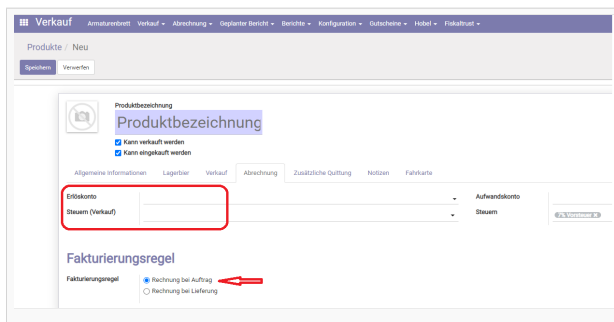 Verkauf Armaturenbrett Verkauf Abrechnung Geplanter Bericht Berichte Konfiguration Gutscheine Hobel Fiskaltrust
Produkte / Neu
Speichern Verwerfen
Produktbezeichnung
Produktbezeichnung
Kann verkauft werden
Kann eingekauft werden
Allgemeine Informationen Lagerbier Verkauf Abrechnung Zusätzliche Quittung Notizen Fahrkarte
Erlöskonto Aufwandskonto
Steuern (Verkauf) Steuern Vorsteuer
Fakturierungsregel
Fakturierungsregel Rechnung bei Auftrag
Rechnung bei Lieferung